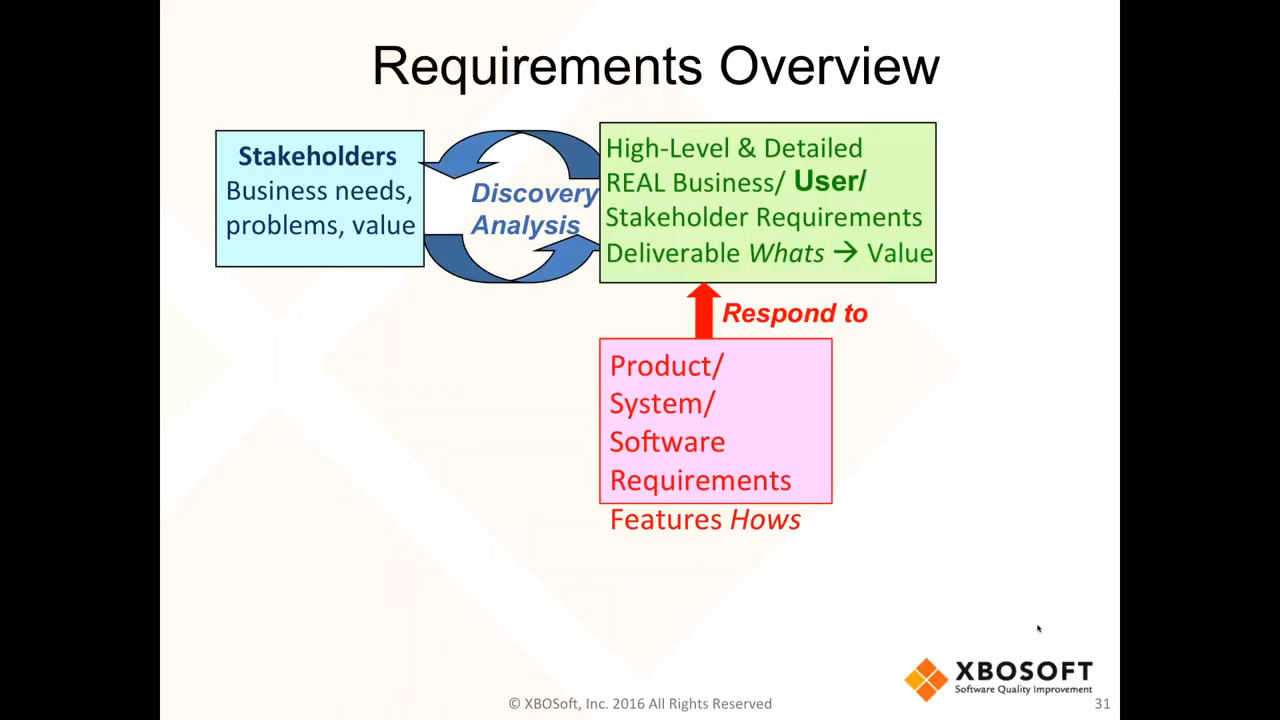 Requirements Overview
Stakeholders
Business needs,
problems, value
Discovery
Analysis
High-Level & Detailed
REAL Business/ User/
Stakeholder Requirements
Deliverable Whats → Value
Respond to
Product/
System/
Software
Requirements
Features Hows
XBOSOFT
Software Quality Improvement
© XBOSoft, Inc. 2016 All Rights Reserved
31